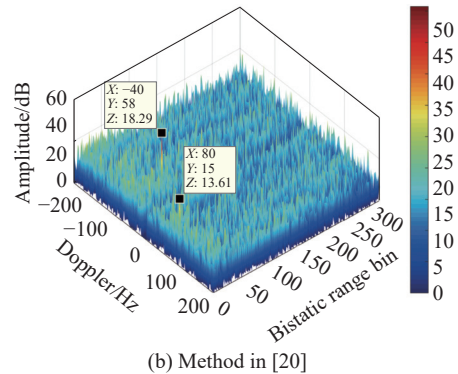 60
40
20
0
Amplitude/dB
X: −40
Y: 58
Z: 18.29
X: 80
Y: 15
Z: 13.61
−200
−100
0
100
200
Doppler/Hz
0
50
100
150
200
250
300
Bistatic range bin
50
45
40
35
30
25
20
15
10
5
0
(b) Method in [20]